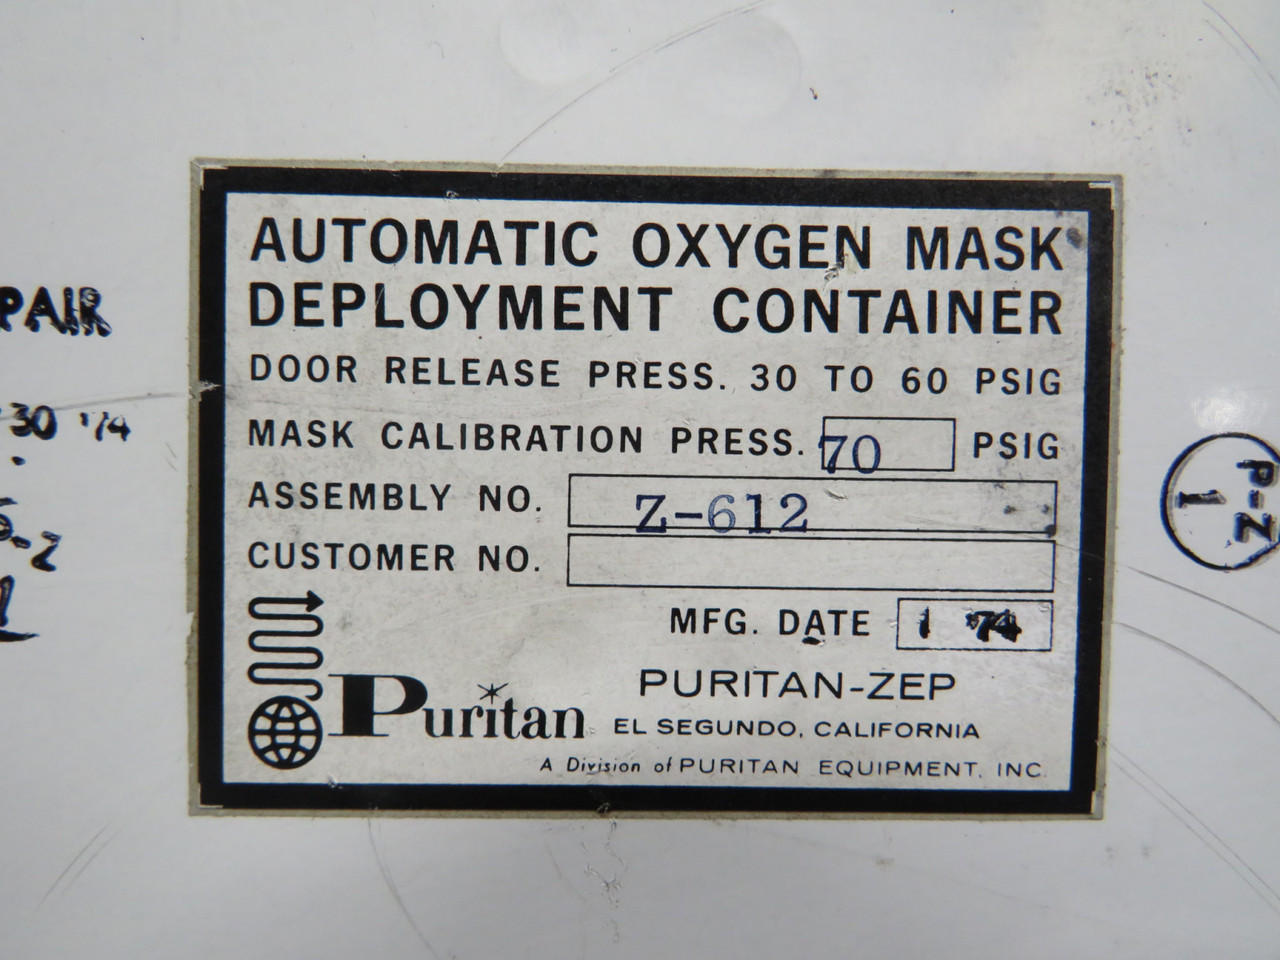 AUTOMATIC OXYGEN MASK
DEPLOYMENT CONTAINER
DOOR RELEASE PRESS. 30 TO 60 PSIG
MASK CALIBRATION PRESS. 70 PSIG
ASSEMBLY NO. Z-612
CUSTOMER NO.
MFG. DATE 1 '74
Puritan
PURITAN-ZEP
EL SEGUNDO, CALIFORNIA
A Division of PURITAN EQUIPMENT, INC.
PAIR
30 '74
-2
P-Z
1